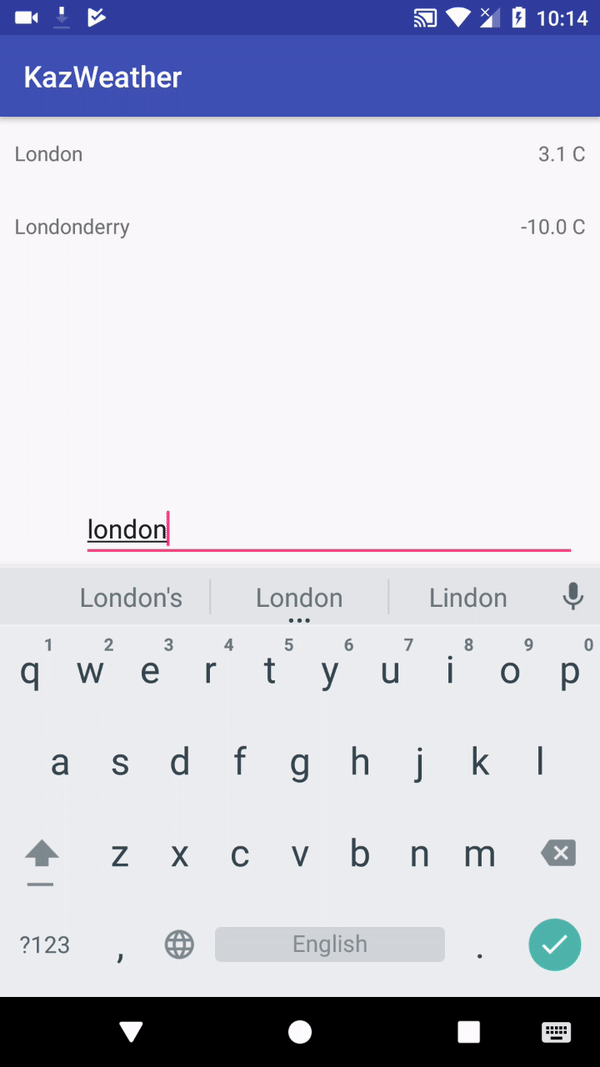 10:14
KazWeather
London 3.1 C
Londonderry -10.0 C
london
London's London Lindon
1 2 3 4 5 6 7 8 9 0
q w e r t y u i o p
a s d f g h j k l
z x c v b n m
?123 , English .